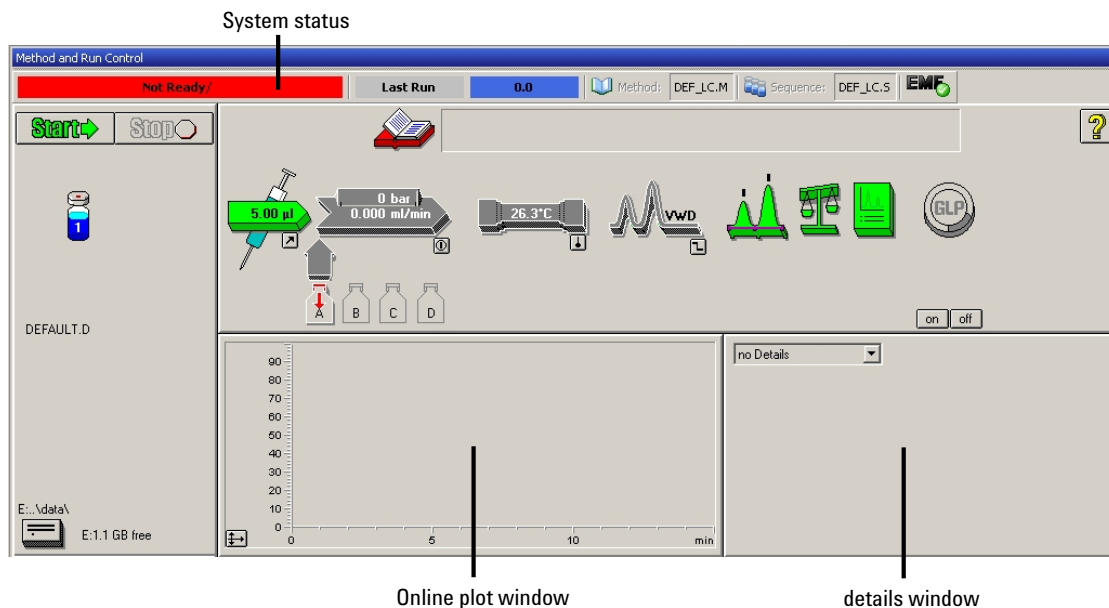 System status
Method and Run Control
Not Ready/ Last Run 0.0 Method: DEF_LC.M Sequence: DEF_LC.S EMF
Start Stop
?
1
5.00 µl
0 bar
0.000 ml/min
26.3°C
VWD
GLP
A B C D
DEFAULT.D
on off
no Details
90
80
70
60
50
40
30
20
10
0
0 5 10 min
E:..\data\
E:1.1 GB free
Online plot window
details window